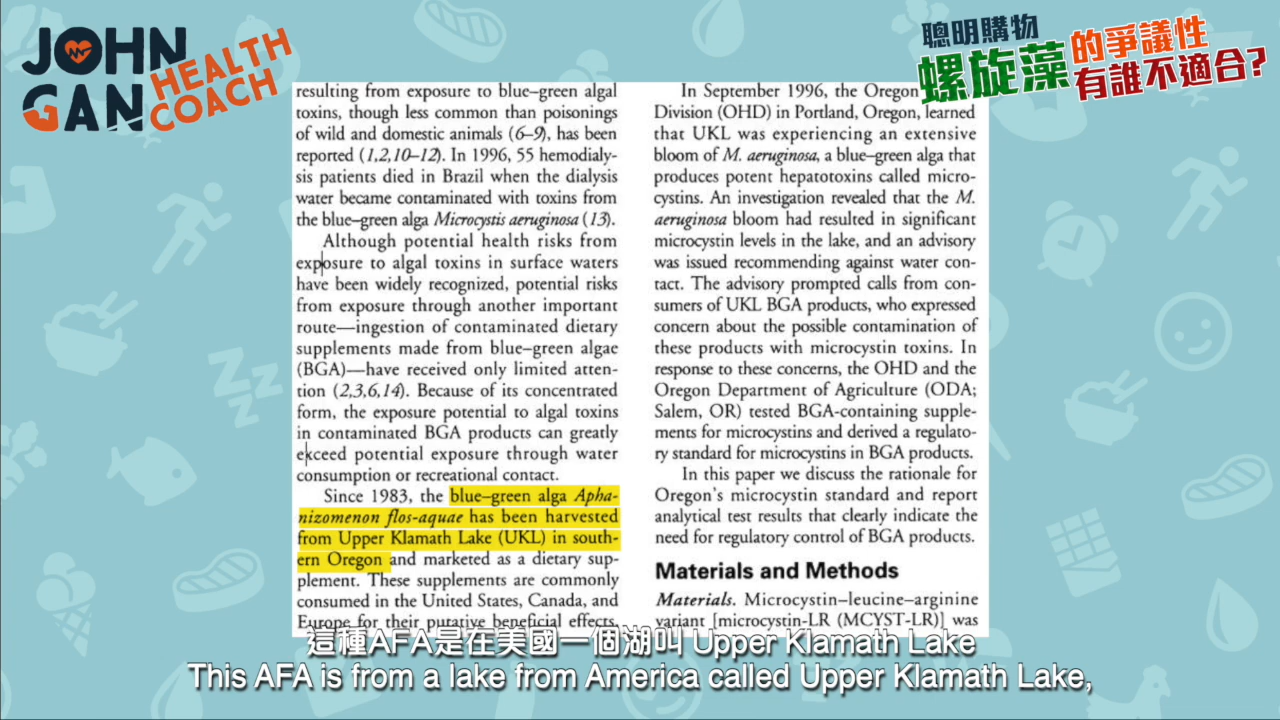 JOHN
GAN
HEALTH
COACH
聰明購物
螺旋藻的爭議性
有誰不適合?
resulting from exposure to blue–green algal
toxins, though less common than poisonings
of wild and domestic animals (6–9), has been
reported (1,2,10–12). In 1996, 55 hemodialy-
sis patients died in Brazil when the dialysis
water became contaminated with toxins from
the blue–green alga Microcystis aeruginosa (13).
Although potential health risks from
exposure to algal toxins in surface waters
have been widely recognized, potential risks
from exposure through another important
route—ingestion of contaminated dietary
supplements made from blue–green algae
(BGA)—have received only limited atten-
tion (2,3,6,14). Because of its concentrated
form, the exposure potential to algal toxins
in contaminated BGA products can greatly
exceed potential exposure through water
consumption or recreational contact.
Since 1983, the blue–green alga Apha-
nizomenon flos-aquae has been harvested
from Upper Klamath Lake (UKL) in south-
ern Oregon and marketed as a dietary sup-
plement. These supplements are commonly
consumed in the United States, Canada, and
Europe for their putative beneficial effects.
In September 1996, the Oregon
Division (OHD) in Portland, Oregon, learned
that UKL was experiencing an extensive
bloom of M. aeruginosa, a blue–green alga that
produces potent hepatotoxins called micro-
cystins. An investigation revealed that the M.
aeruginosa bloom had resulted in significant
microcystin levels in the lake, and an advisory
was issued recommending against water con-
tact. The advisory prompted calls from con-
sumers of UKL BGA products, who expressed
concern about the possible contamination of
these products with microcystin toxins. In
response to these concerns, the OHD and the
Oregon Department of Agriculture (ODA;
Salem, OR) tested BGA-containing supple-
ments for microcystins and derived a regulato-
ry standard for microcystins in BGA products.
In this paper we discuss the rationale for
Oregon's microcystin standard and report
analytical test results that clearly indicate the
need for regulatory control of BGA products.
Materials and Methods
Materials. Microcystin–leucine–arginine
variant [microcystin-LR (MCYST-LR)] was
這種AFA是在美國一個湖叫 Upper Klamath Lake
This AFA is from a lake from America called Upper Klamath Lake,